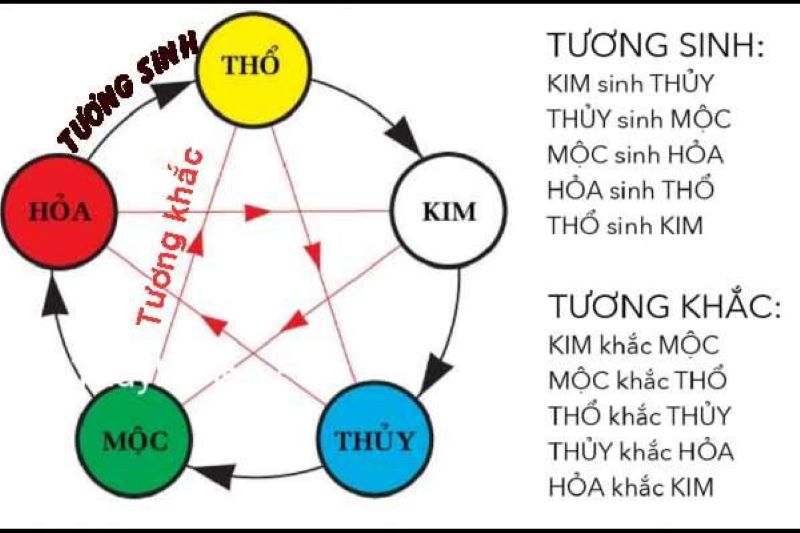 TƯƠNG SINH
THỔ
Tương khắc
HỎA
KIM
MỘC
THỦY
TƯƠNG SINH:
KIM sinh THỦY
THỦY sinh MỘC
MỘC sinh HỎA
HỎA sinh THỔ
THỔ sinh KIM
TƯƠNG KHẮC:
KIM khắc MỘC
MỘC khắc THỔ
THỔ khắc THỦY
THỦY khắc HỎA
HỎA khắc KIM